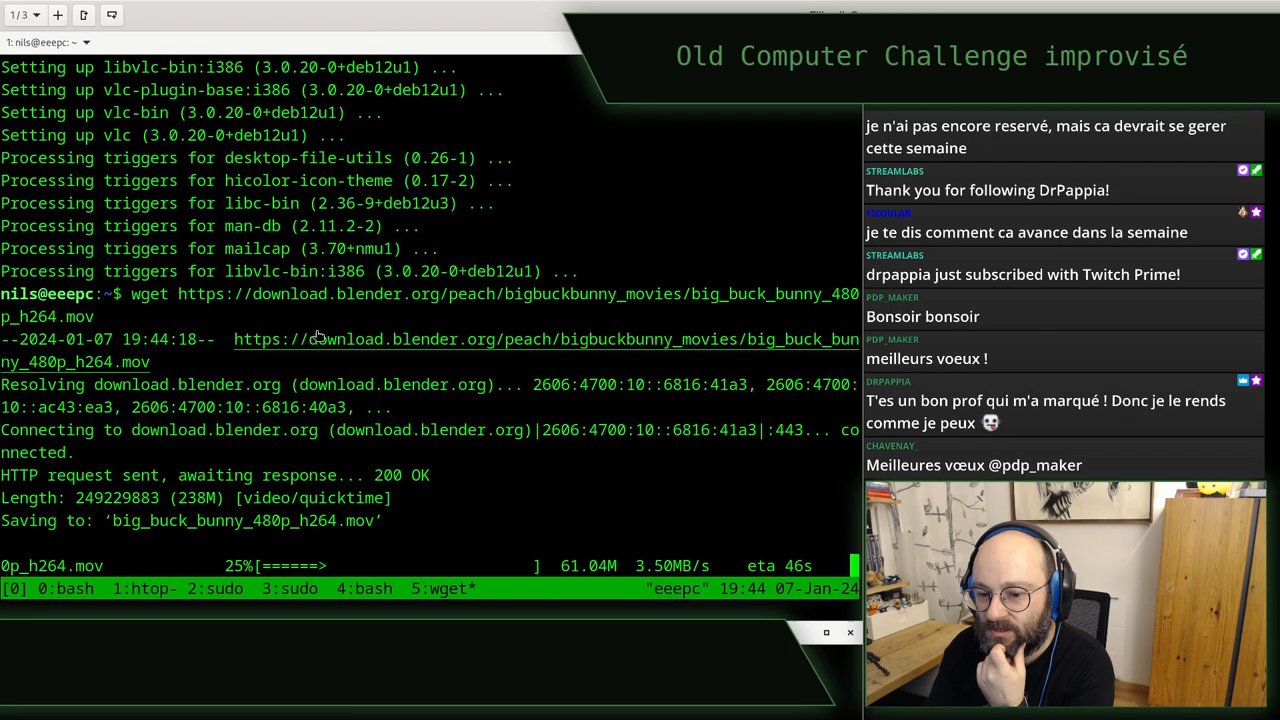 1/3
1: nils@eeepc: ~
Old Computer Challenge improvisé
Setting up libvlc-bin:i386 (3.0.20-0+deb12u1) ...
Setting up vlc-plugin-base:i386 (3.0.20-0+deb12u1) ...
Setting up vlc-bin (3.0.20-0+deb12u1) ...
Setting up vlc (3.0.20-0+deb12u1) ...
Processing triggers for desktop-file-utils (0.26-1) ...
Processing triggers for hicolor-icon-theme (0.17-2) ...
Processing triggers for libc-bin (2.36-9+deb12u3) ...
Processing triggers for man-db (2.11.2-2) ...
Processing triggers for mailcap (3.70+nmu1) ...
Processing triggers for libvlc-bin:i386 (3.0.20-0+deb12u1) ...
nils@eeepc:~$ wget https://download.blender.org/peach/bigbuckbunny_movies/big_buck_bunny_480
p_h264.mov
--2024-01-07 19:44:18-- https://download.blender.org/peach/bigbuckbunny_movies/big_buck_bun
ny_480p_h264.mov
Resolving download.blender.org (download.blender.org)... 2606:4700:10::6816:41a3, 2606:4700:
10::ac43:ea3, 2606:4700:10::6816:40a3, ...
Connecting to download.blender.org (download.blender.org)|2606:4700:10::6816:41a3|:443... co
nnected.
HTTP request sent, awaiting response... 200 OK
Length: 249229883 (238M) [video/quicktime]
Saving to: ‘big_buck_bunny_480p_h264.mov’
0p_h264.mov 25%[======> ] 61.04M 3.50MB/s eta 46s
[0] 0:bash 1:htop- 2:sudo 3:sudo 4:bash 5:wget* "eeepc" 19:44 07-Jan-24
je n'ai pas encore reservé, mais ca devrait se gerer
cette semaine
STREAMLABS
Thank you for following DrPappia!
FIXOULAB
je te dis comment ca avance dans la semaine
STREAMLABS
drpappia just subscribed with Twitch Prime!
PDP_MAKER
Bonsoir bonsoir
PDP_MAKER
meilleurs voeux !
DRPAPPIA
T'es un bon prof qui m'a marqué ! Donc je le rends
comme je peux
CHAVENAY_
Meilleures vœux @pdp_maker